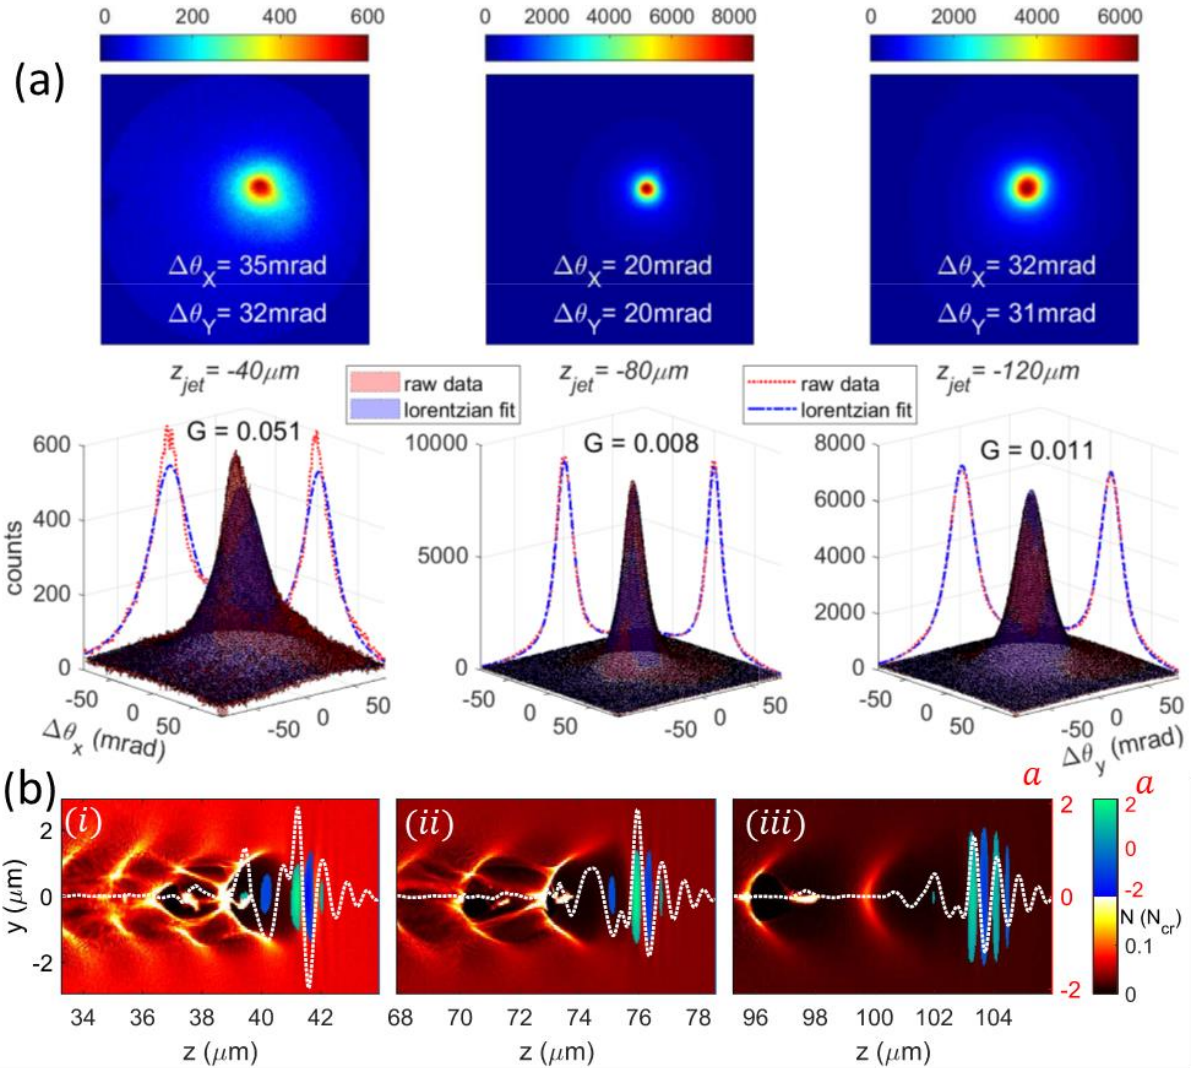 0 200 400 600 0 2000 4000 6000 8000 0 2000 4000 6000
(a)
Δθ_X= 35mrad Δθ_X= 20mrad Δθ_X= 32mrad
Δθ_Y= 32mrad Δθ_Y= 20mrad Δθ_Y= 31mrad
z_jet= -40μm z_jet= -80μm z_jet= -120μm
raw data raw data
lorentzian fit lorentzian fit
G = 0.051 G = 0.008 G = 0.011
600 10000 8000
6000
400
5000 4000
200
2000
0 0 0
counts
-50 0 50 -50 0 50 -50 0 50 -50 0 50 -50 0 50 -50 0 50
Δθ_x (mrad) Δθ_y (mrad)
(b)
(i) (ii) (iii)
a a
2 2
2 0
0 0 -2
-2 N (N_cr)
0.1
-2 0
y (μm)
34 36 38 40 42 68 70 72 74 76 78 96 98 100 102 104
z (μm) z (μm) z (μm)